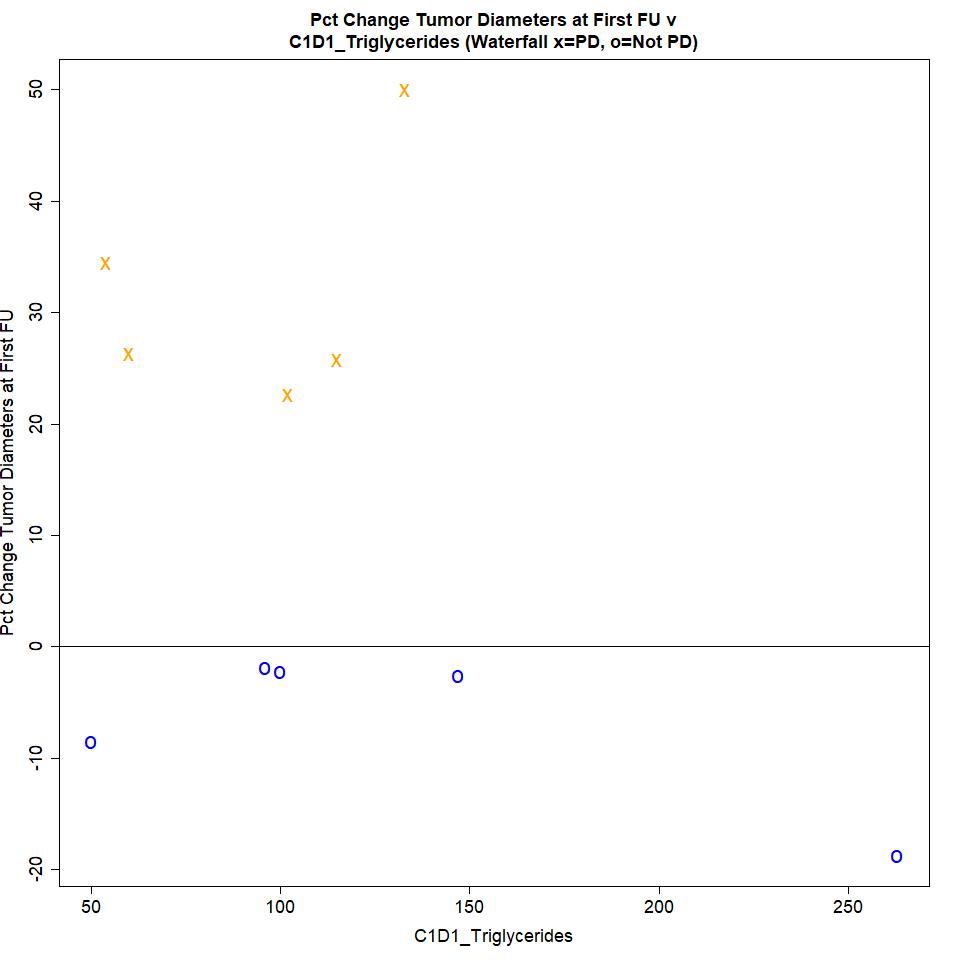 Pct Change Tumor Diameters at First FU v
C1D1_Triglycerides (Waterfall x=PD, o=Not PD)
Pct Change Tumor Diameters at First FU
50
40
30
20
10
0
-10
-20
X
X
X
X
X
O
O
O
O
O
50
100
150
200
250
C1D1_Triglycerides